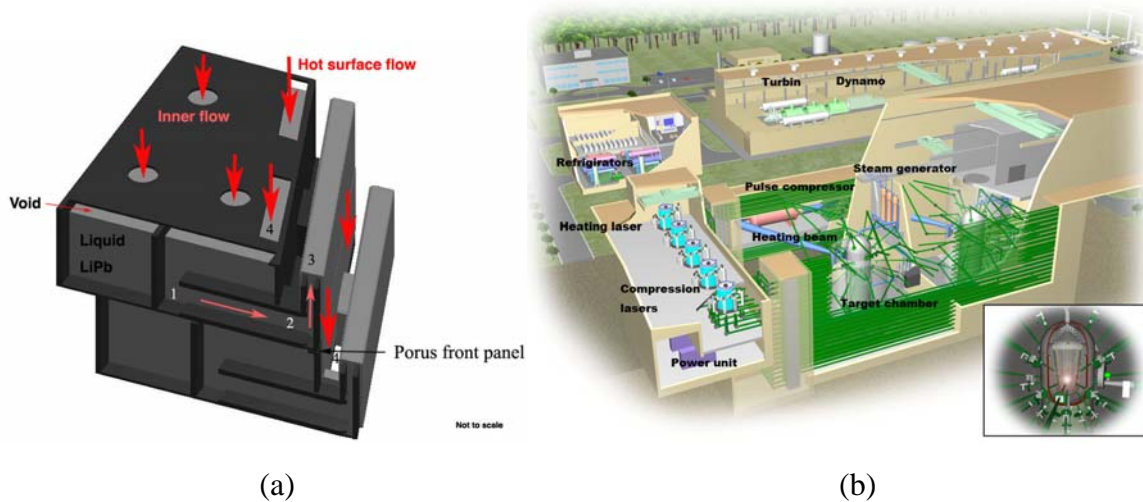 Hot surface flow
Inner flow
Void
4
Liquid
LiPb
3
1
2
4
Porus front panel
Not to scale
(a)
Turbin
Dynamo
Refrigirators
Steam generator
Pulse compressor
Heating laser
Heating beam
Compression
lasers
Target chamber
Power unit
(b)